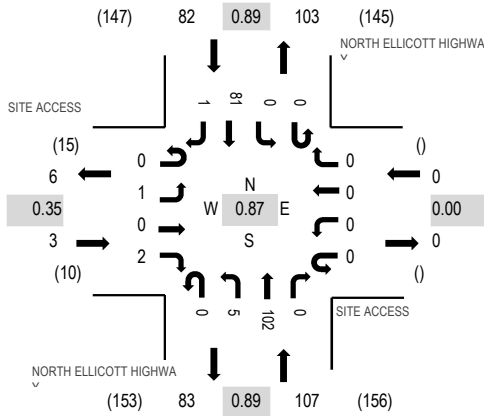 (147) 82 0.89 103 (145)
NORTH ELLICOTT HIGHWA
Y
SITE ACCESS
1 81 0 0
(15) 0 0 ()
6 1 0 0
N
0.35 W 0.87 E 0.00
0 0
S
3 2 0 0
(10) ()
0 5 102 0
SITE ACCESS
NORTH ELLICOTT HIGHWA
Y
(153) 83 0.89 107 (156)